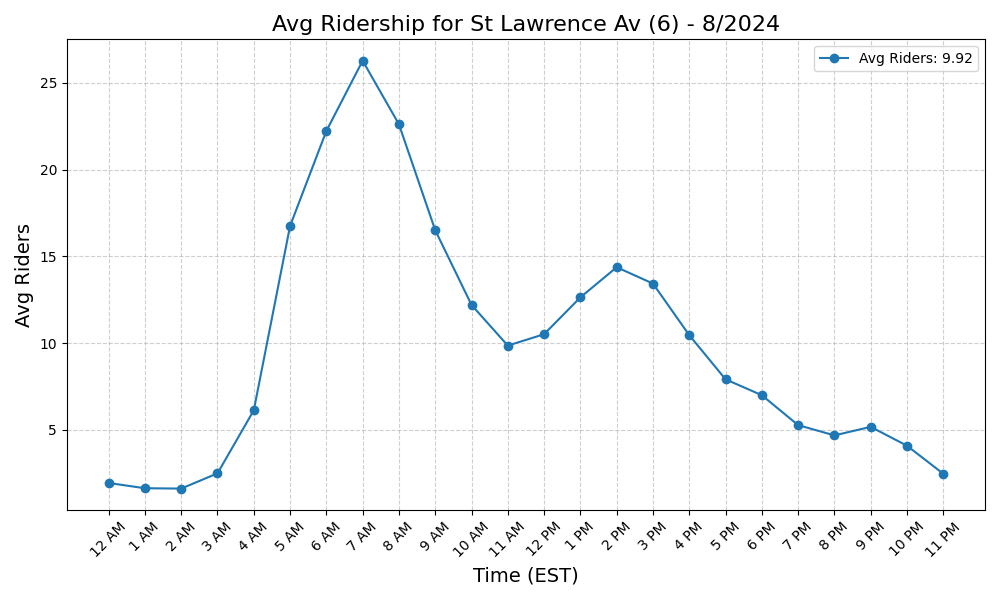 Avg Ridership for St Lawrence Av (6) - 8/2024
Avg Riders: 9.92
Avg Riders
25
20
15
10
5
12 AM
1 AM
2 AM
3 AM
4 AM
5 AM
6 AM
7 AM
8 AM
9 AM
10 AM
11 AM
12 PM
1 PM
2 PM
3 PM
4 PM
5 PM
6 PM
7 PM
8 PM
9 PM
10 PM
11 PM
Time (EST)